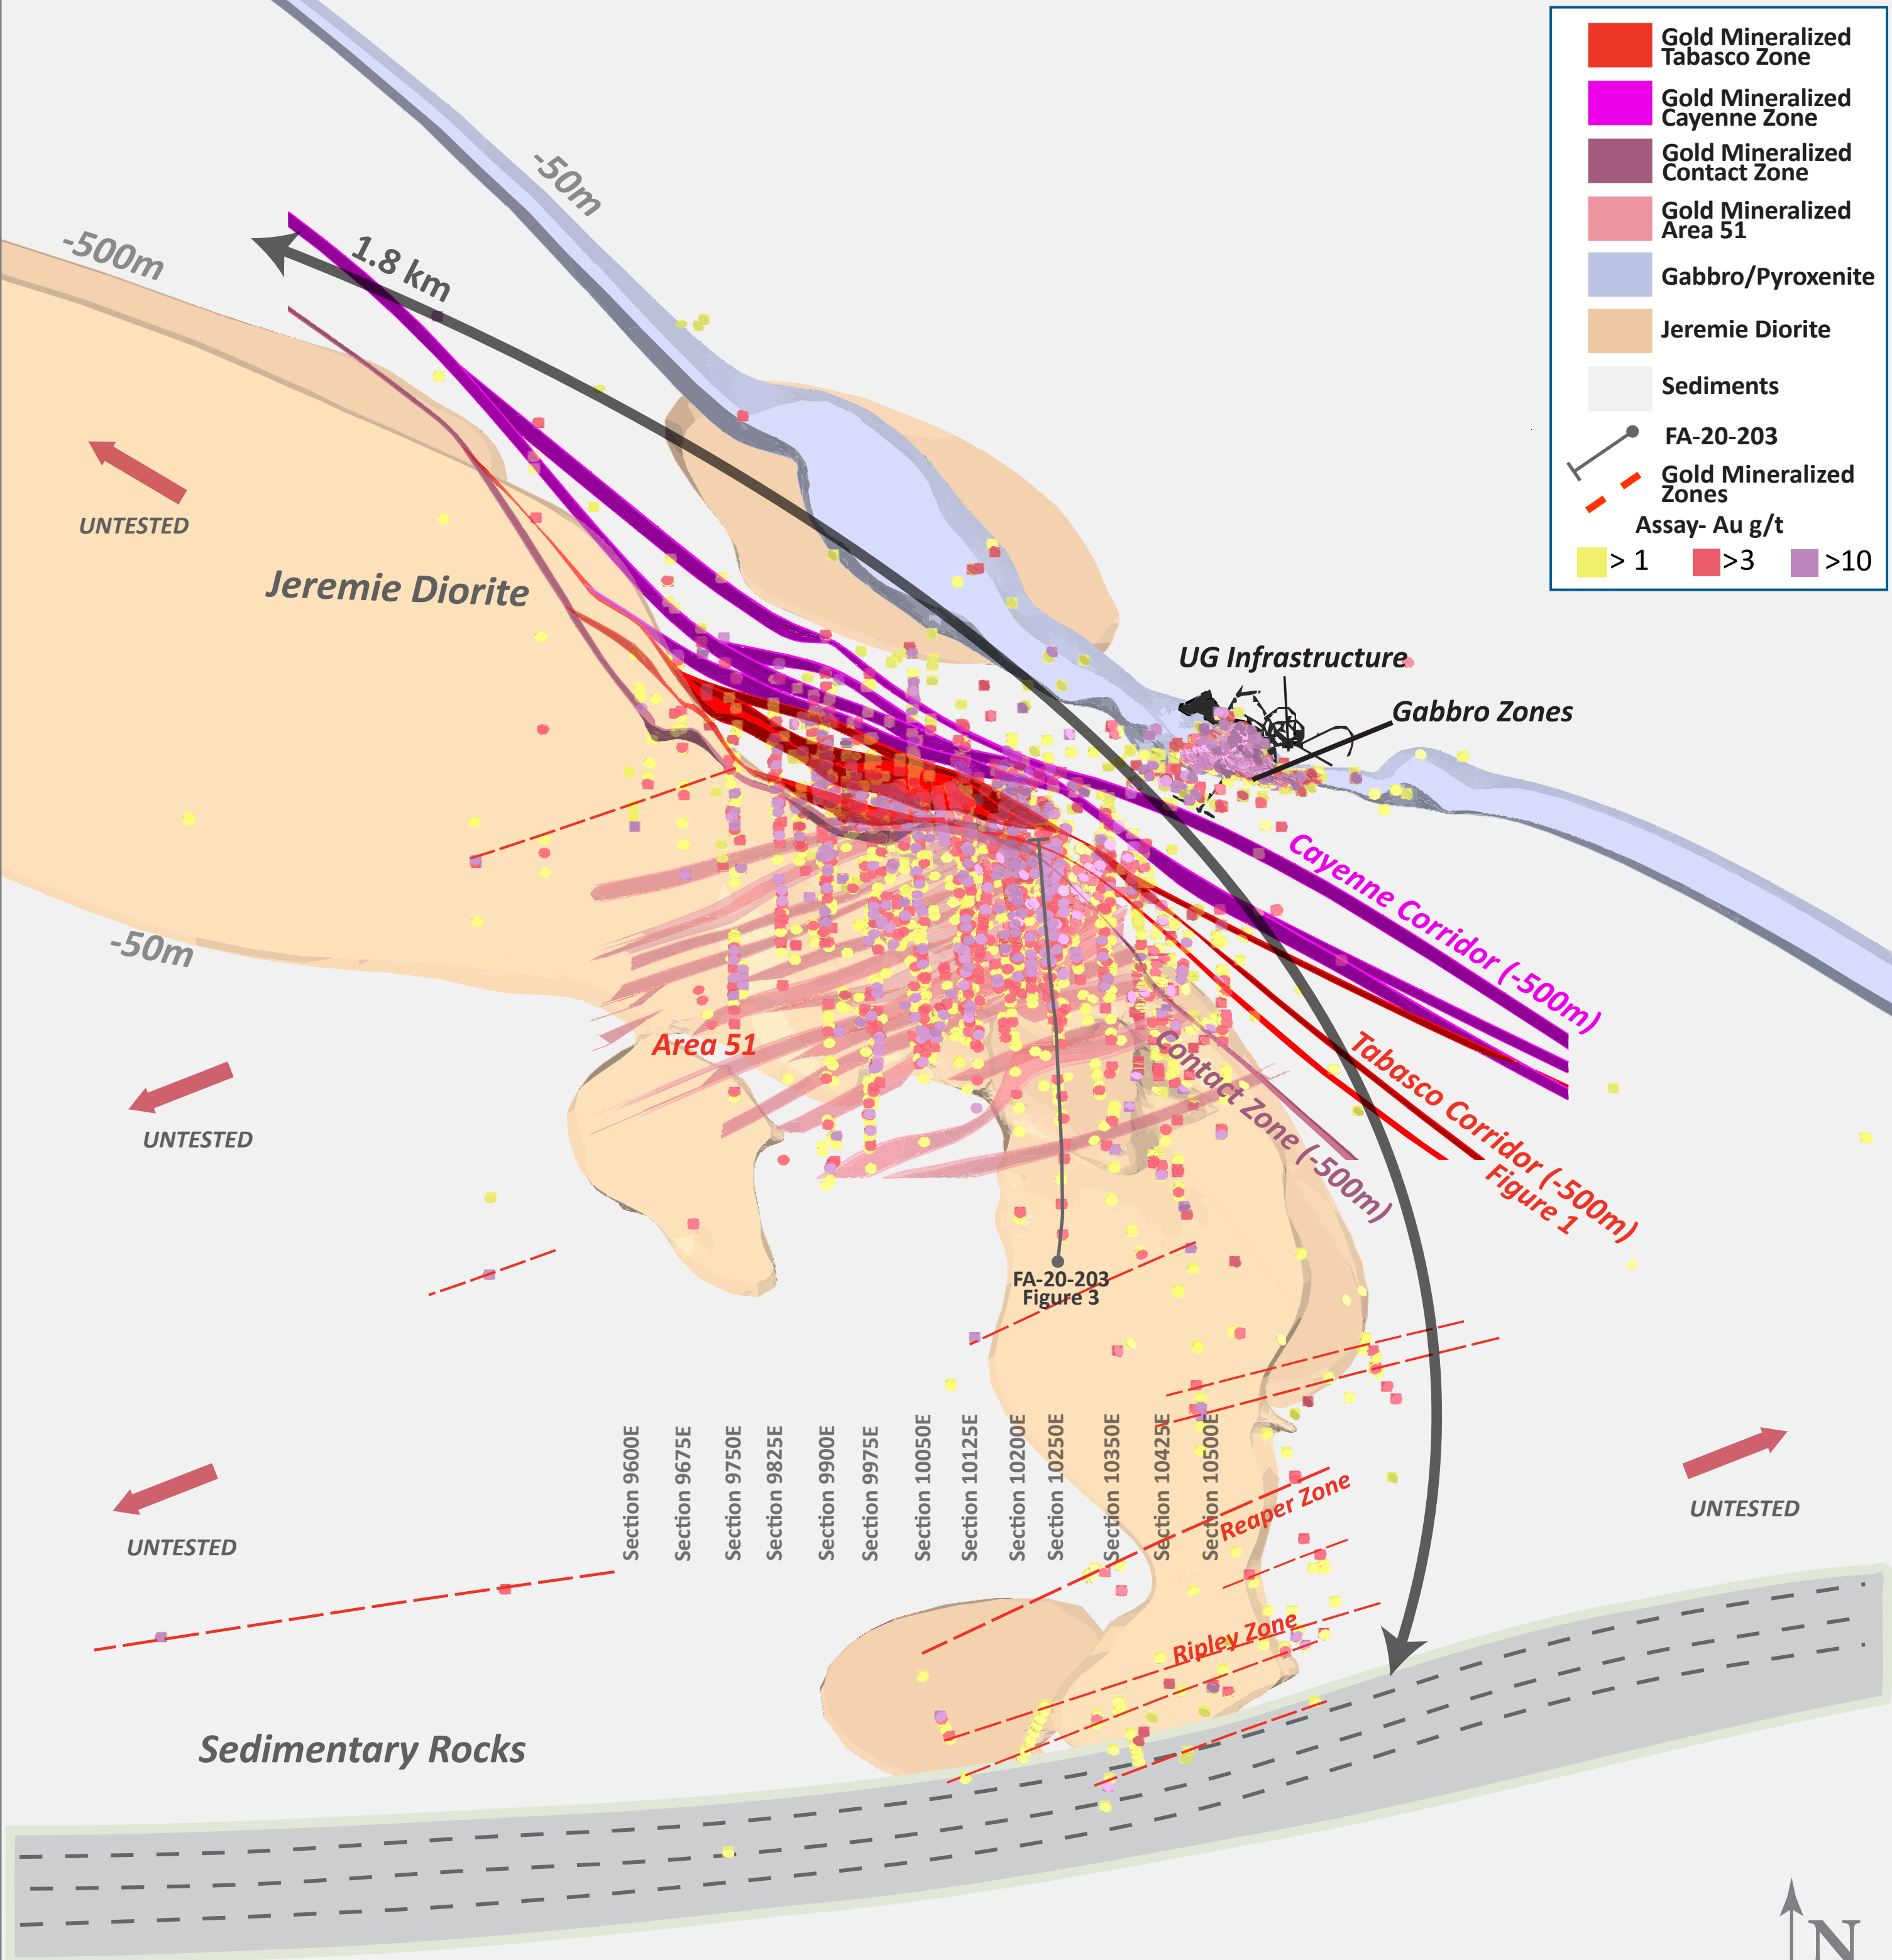 Gold Mineralized
Tabasco Zone
Gold Mineralized
Cayenne Zone
Gold Mineralized
Contact Zone
Gold Mineralized
Area 51
Gabbro/Pyroxenite
Jeremie Diorite
Sediments
FA-20-203
Gold Mineralized
Zones
Assay- Au g/t
> 1
>3
>10
-50m
-500m
1.8 km
UNTESTED
Jeremie Diorite
UG Infrastructure
Gabbro Zones
Cayenne Corridor (-500m)
-50m
Area 51
Contact Zone (-500m)
Tabasco Corridor (-500m)
Figure 1
UNTESTED
FA-20-203
Figure 3
Section 9600E
Section 9675E
Section 9750E
Section 9825E
Section 9900E
Section 9975E
Section 10050E
Section 10125E
Section 10200E
Section 10250E
Section 10350E
Section 10425E
Section 10500E
Reaper Zone
UNTESTED
UNTESTED
Ripley Zone
Sedimentary Rocks
N